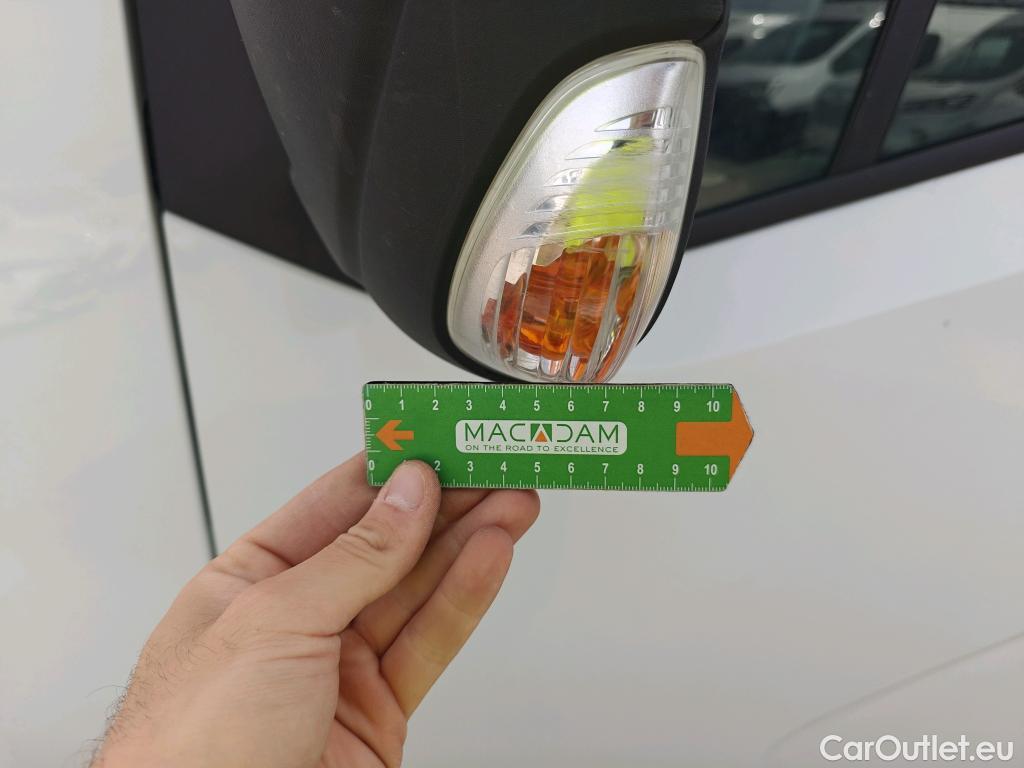 0 1 2 3 4 5 6 7 8 9 10
MACADAM
ON THE ROAD TO EXCELLENCE
0 1 2 3 4 5 6 7 8 9 10
CarOutlet.eu